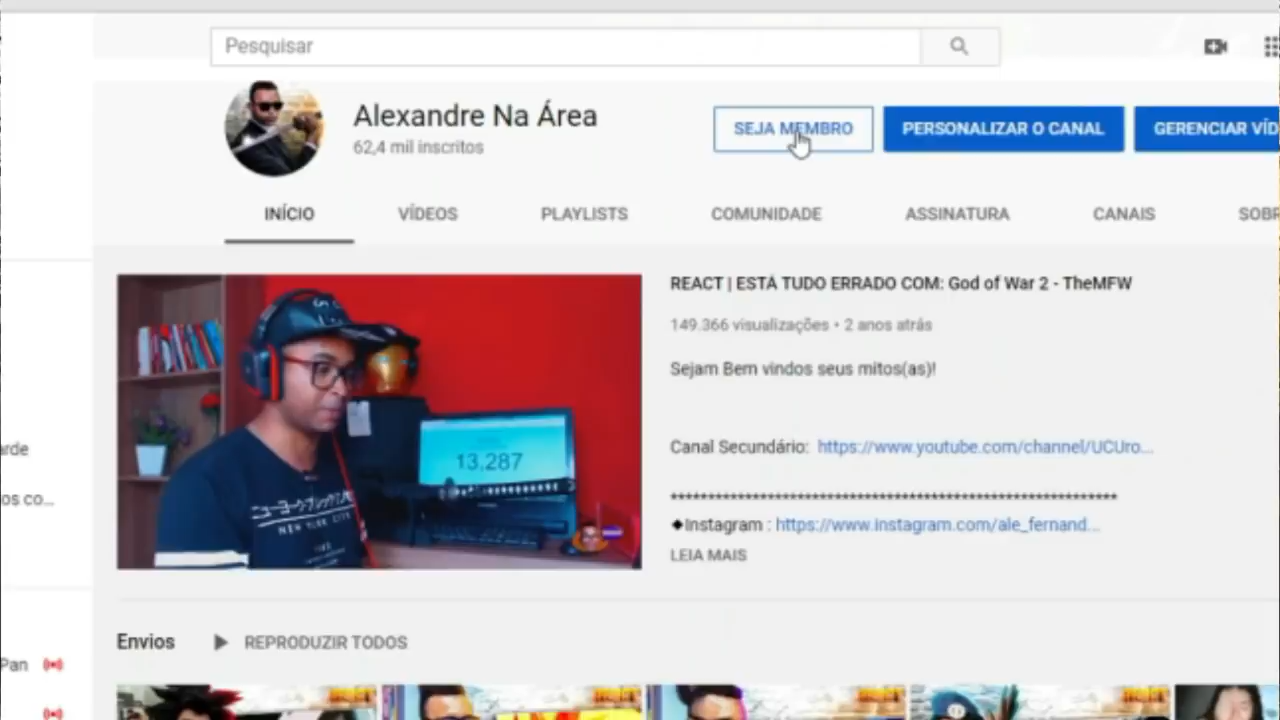 Pesquisar
Alexandre Na Área
62,4 mil inscritos
SEJA MEMBRO
PERSONALIZAR O CANAL
GERENCIAR VÍD
INÍCIO
VÍDEOS
PLAYLISTS
COMUNIDADE
ASSINATURA
CANAIS
SOBR
REACT | ESTÁ TUDO ERRADO COM: God of War 2 - TheMFW
149.366 visualizações • 2 anos atrás
Sejam Bem vindos seus mitos(as)!
Canal Secundário: https://www.youtube.com/channel/UCUro...
************************************************************
◆Instagram : https://www.instagram.com/ale_fernand...
LEIA MAIS
13,287
NEW YORK CITY
arde
os co...
Envios
REPRODUZIR TODOS
Pan